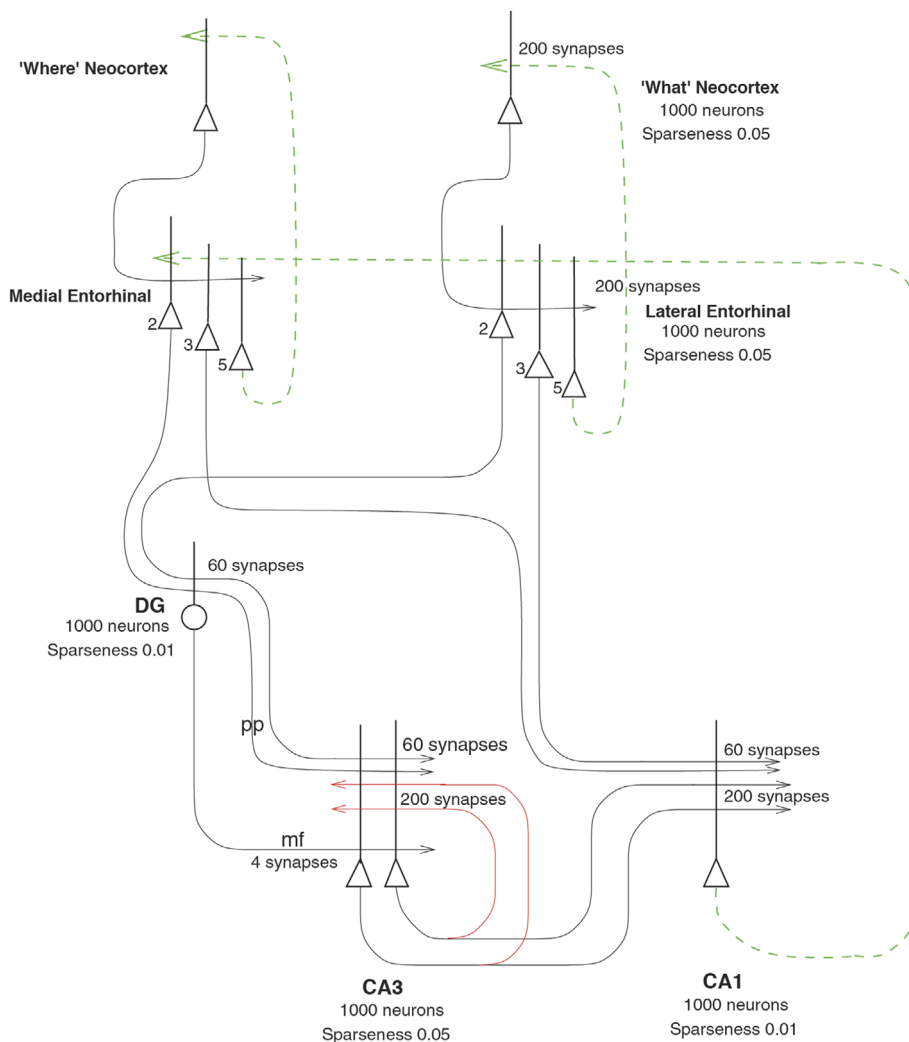 200 synapses
'Where' Neocortex
'What' Neocortex
1000 neurons
Sparseness 0.05
200 synapses
Medial Entorhinal
Lateral Entorhinal
2
3
5
2
3
5
1000 neurons
Sparseness 0.05
60 synapses
DG
1000 neurons
Sparseness 0.01
pp
60 synapses
60 synapses
200 synapses
200 synapses
mf
4 synapses
CA3
1000 neurons
Sparseness 0.05
CA1
1000 neurons
Sparseness 0.01